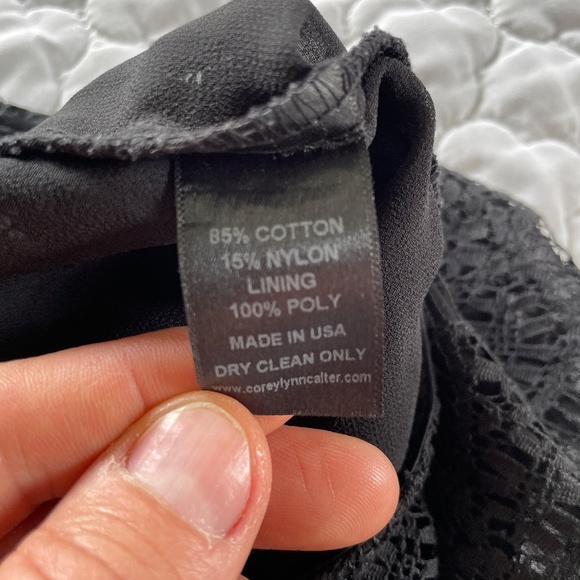 85% COTTON
15% NYLON
LINING
100% POLY
MADE IN USA
DRY CLEAN ONLY
www.coreylynncalter.com